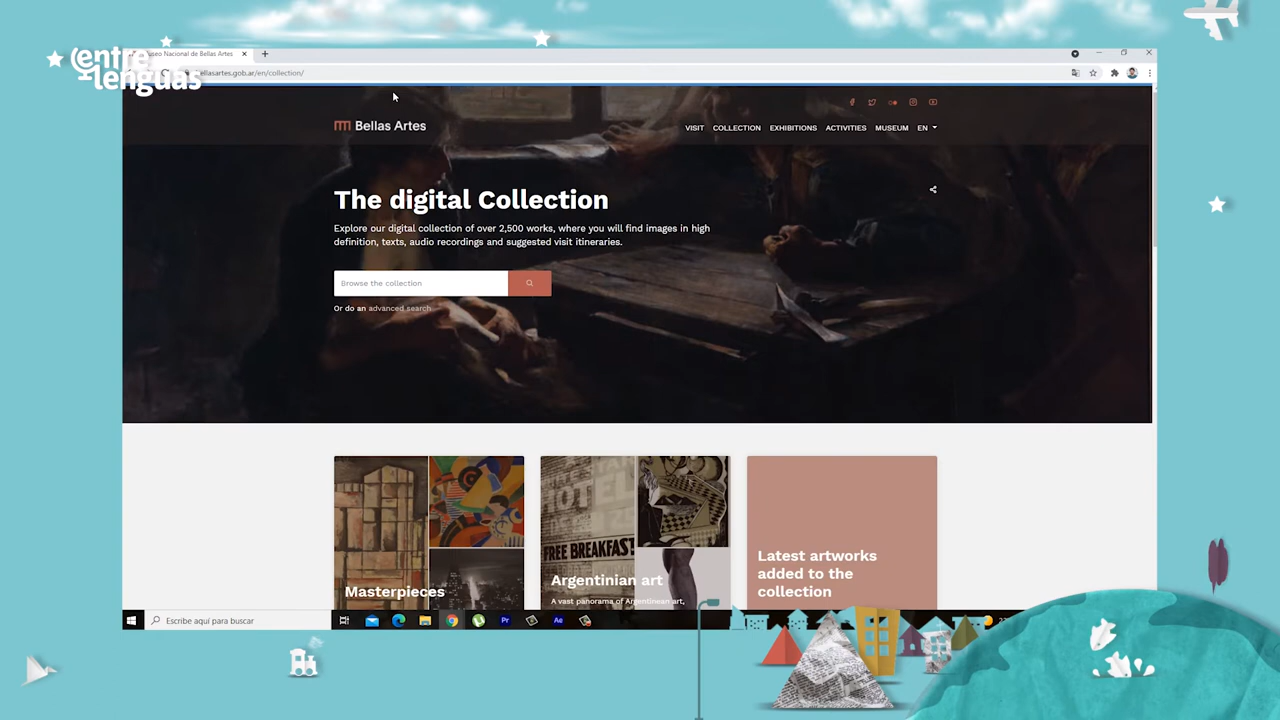 entre
lenguas
Museo Nacional de Bellas Artes
bellasartes.gob.ar/en/collection/
Bellas Artes
VISIT COLLECTION EXHIBITIONS ACTIVITIES MUSEUM EN
The digital Collection
Explore our digital collection of over 2,500 works, where you will find images in high
definition, texts, audio recordings and suggested visit itineraries.
Browse the collection
Or do an advanced search
HOTEL
FREE BREAKFAST
Masterpieces
Argentinian art
A vast panorama of Argentinean art,
Latest artworks
added to the
collection
Escribe aquí para buscar
Pr
Ae